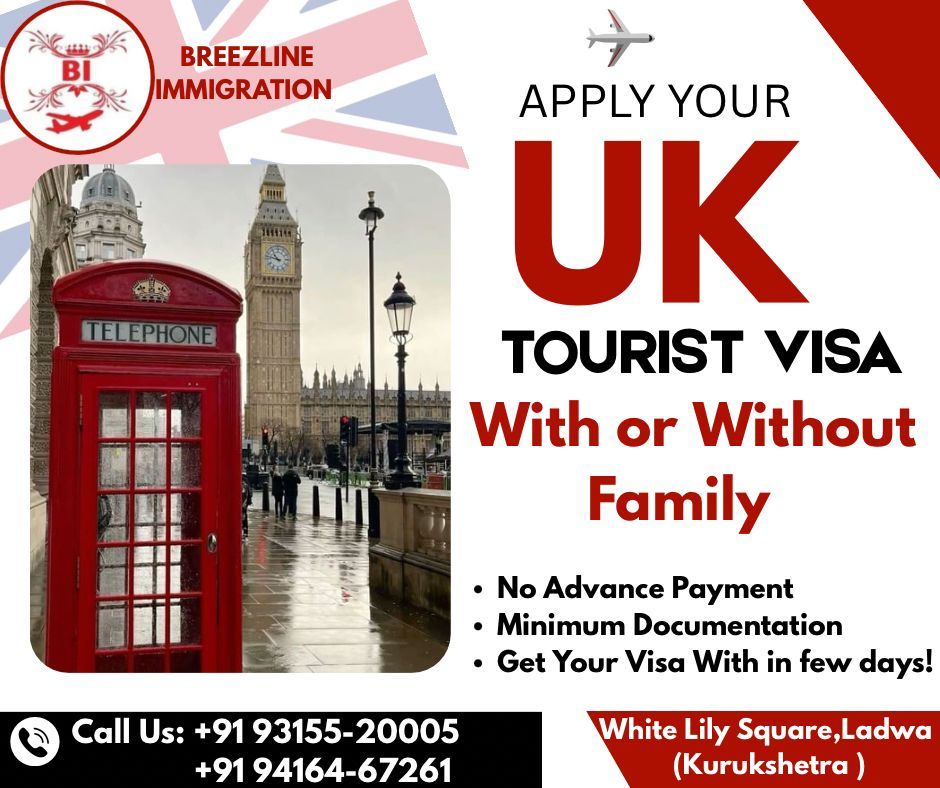 BI
BREEZLINE
IMMIGRATION
APPLY YOUR
UK
TOURIST VISA
With or Without
Family
TELEPHONE
No Advance Payment
Minimum Documentation
Get Your Visa With in few days!
Call Us: +91 93155-20005
+91 94164-67261
White Lily Square,Ladwa
(Kurukshetra )